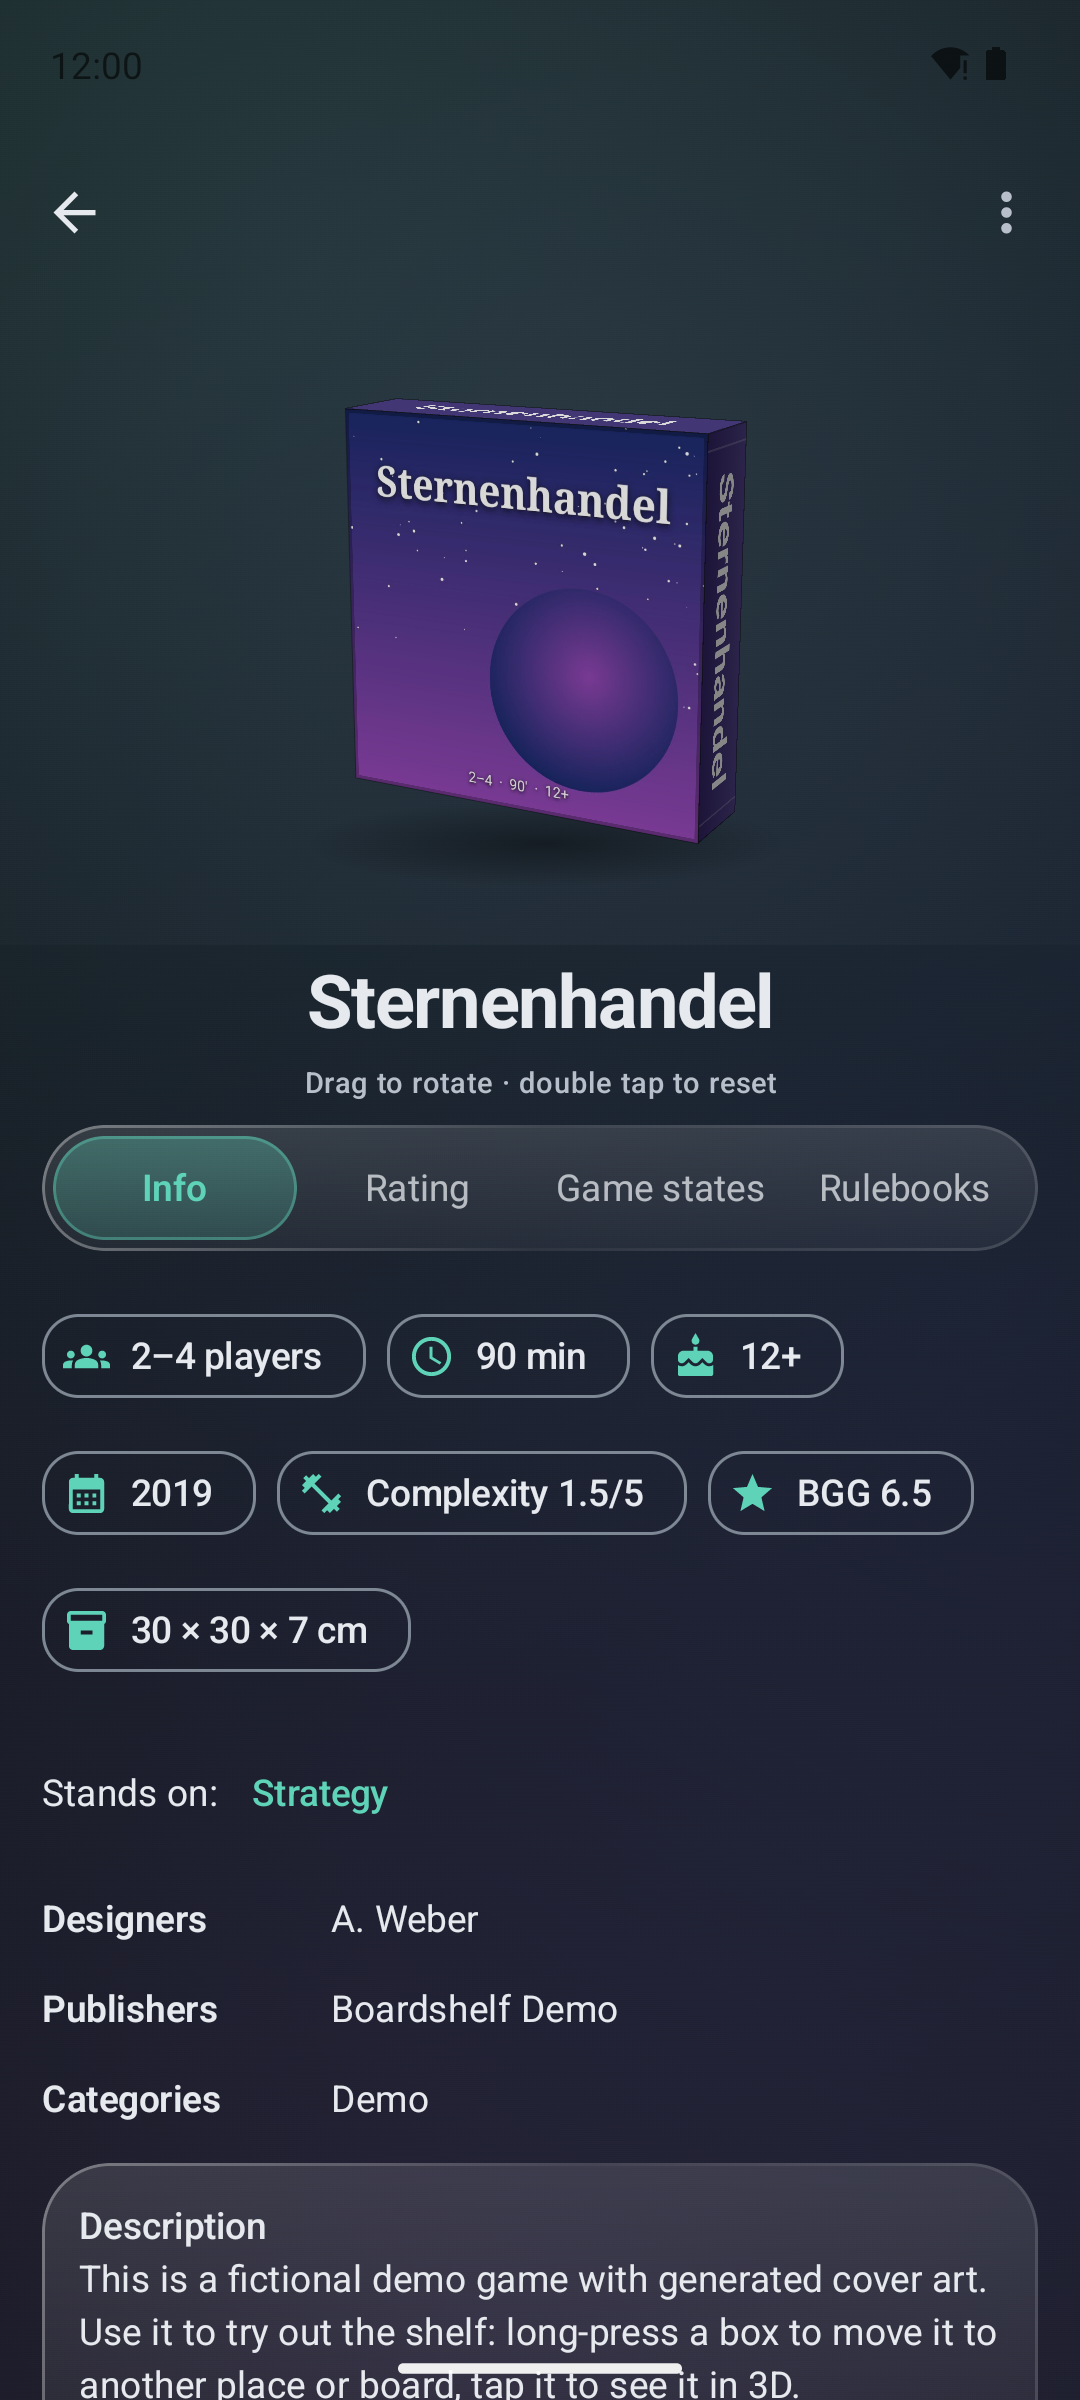 12:00
Sternenhandel
Sternenhandel
Sternenhandel
2–4 · 90' · 12+
Sternenhandel
Drag to rotate · double tap to reset
Info Rating Game states Rulebooks
2–4 players 90 min 12+
2019 Complexity 1.5/5 BGG 6.5
30 × 30 × 7 cm
Stands on: Strategy
Designers A. Weber
Publishers Boardshelf Demo
Categories Demo
Description
This is a fictional demo game with generated cover art.
Use it to try out the shelf: long-press a box to move it to
another place or board, tap it to see it in 3D.